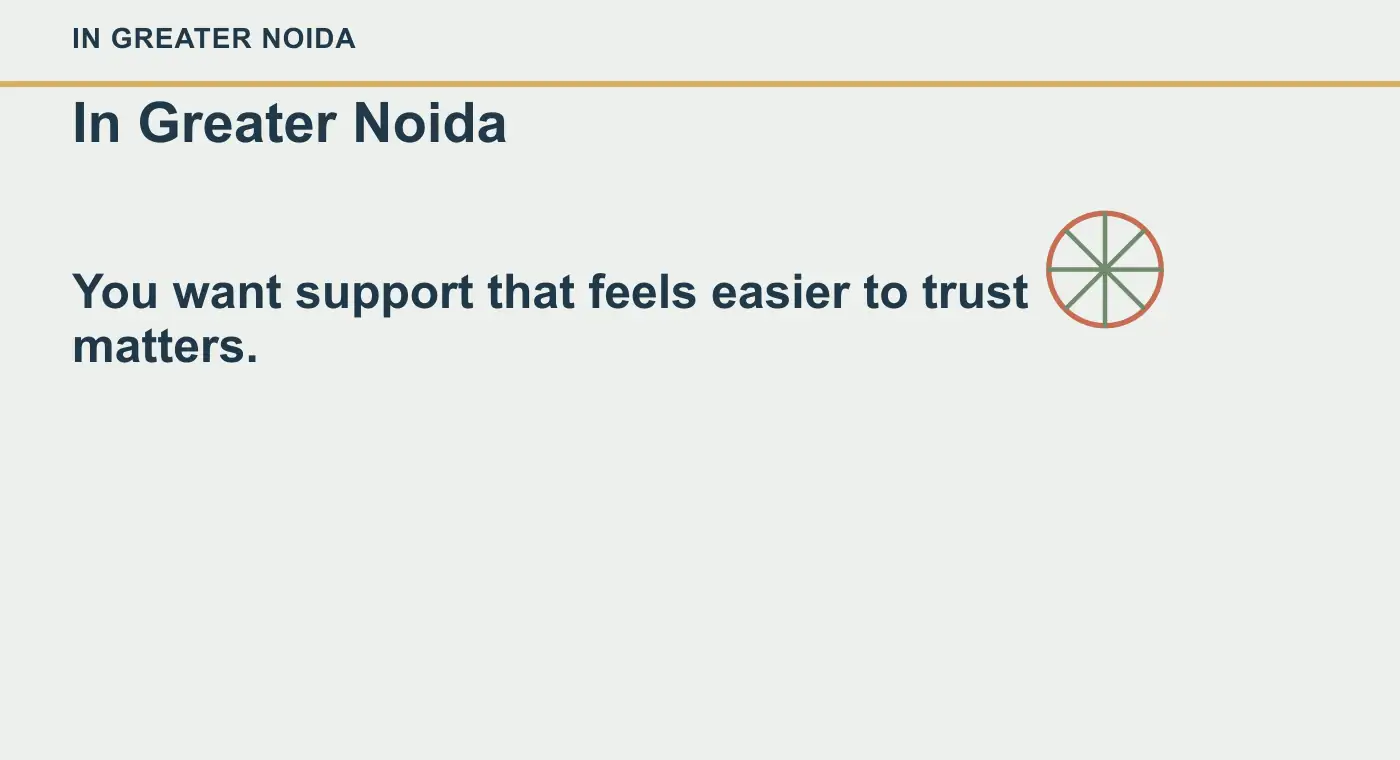 IN GREATER NOIDA
In Greater Noida
You want support that feels easier to trust
matters.